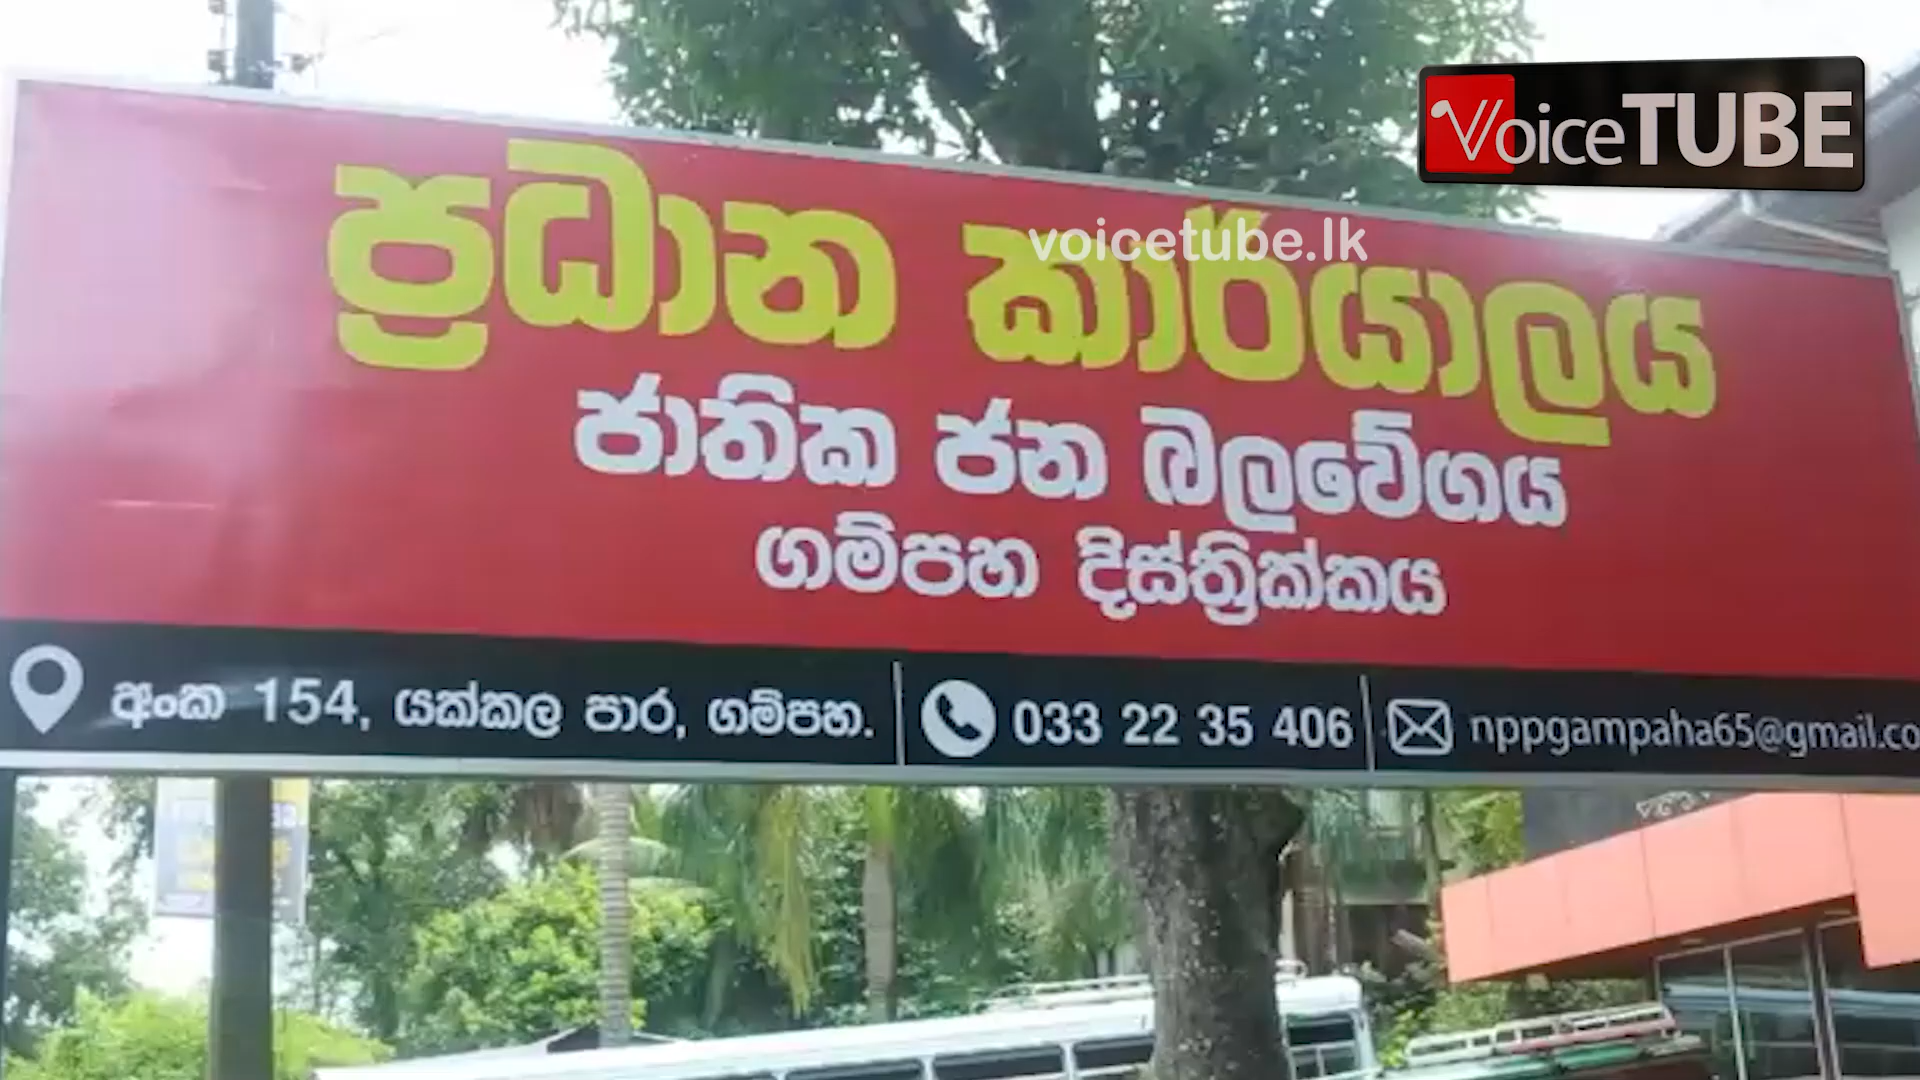 VoiceTUBE
voicetube.lk
ප්‍රධාන කාර්යාලය
ජාතික ජන බලවේගය
ගම්පහ දිස්ත්‍රික්කය
අංක 154, යක්කල පාර, ගම්පහ. 033 22 35 406 nppgampaha65@gmail.co